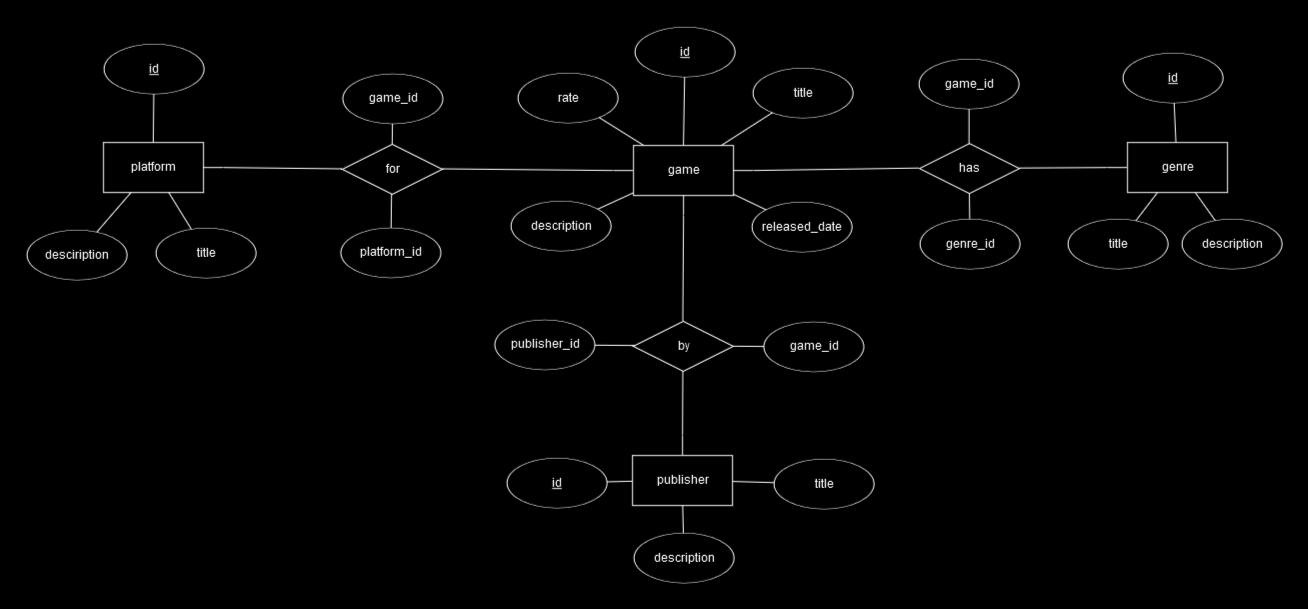 id
id
title
rate
game_id
game_id
id
platform
for
game
has
genre
desciription
title
platform_id
description
released_date
genre_id
title
description
publisher_id
by
game_id
id
publisher
title
description